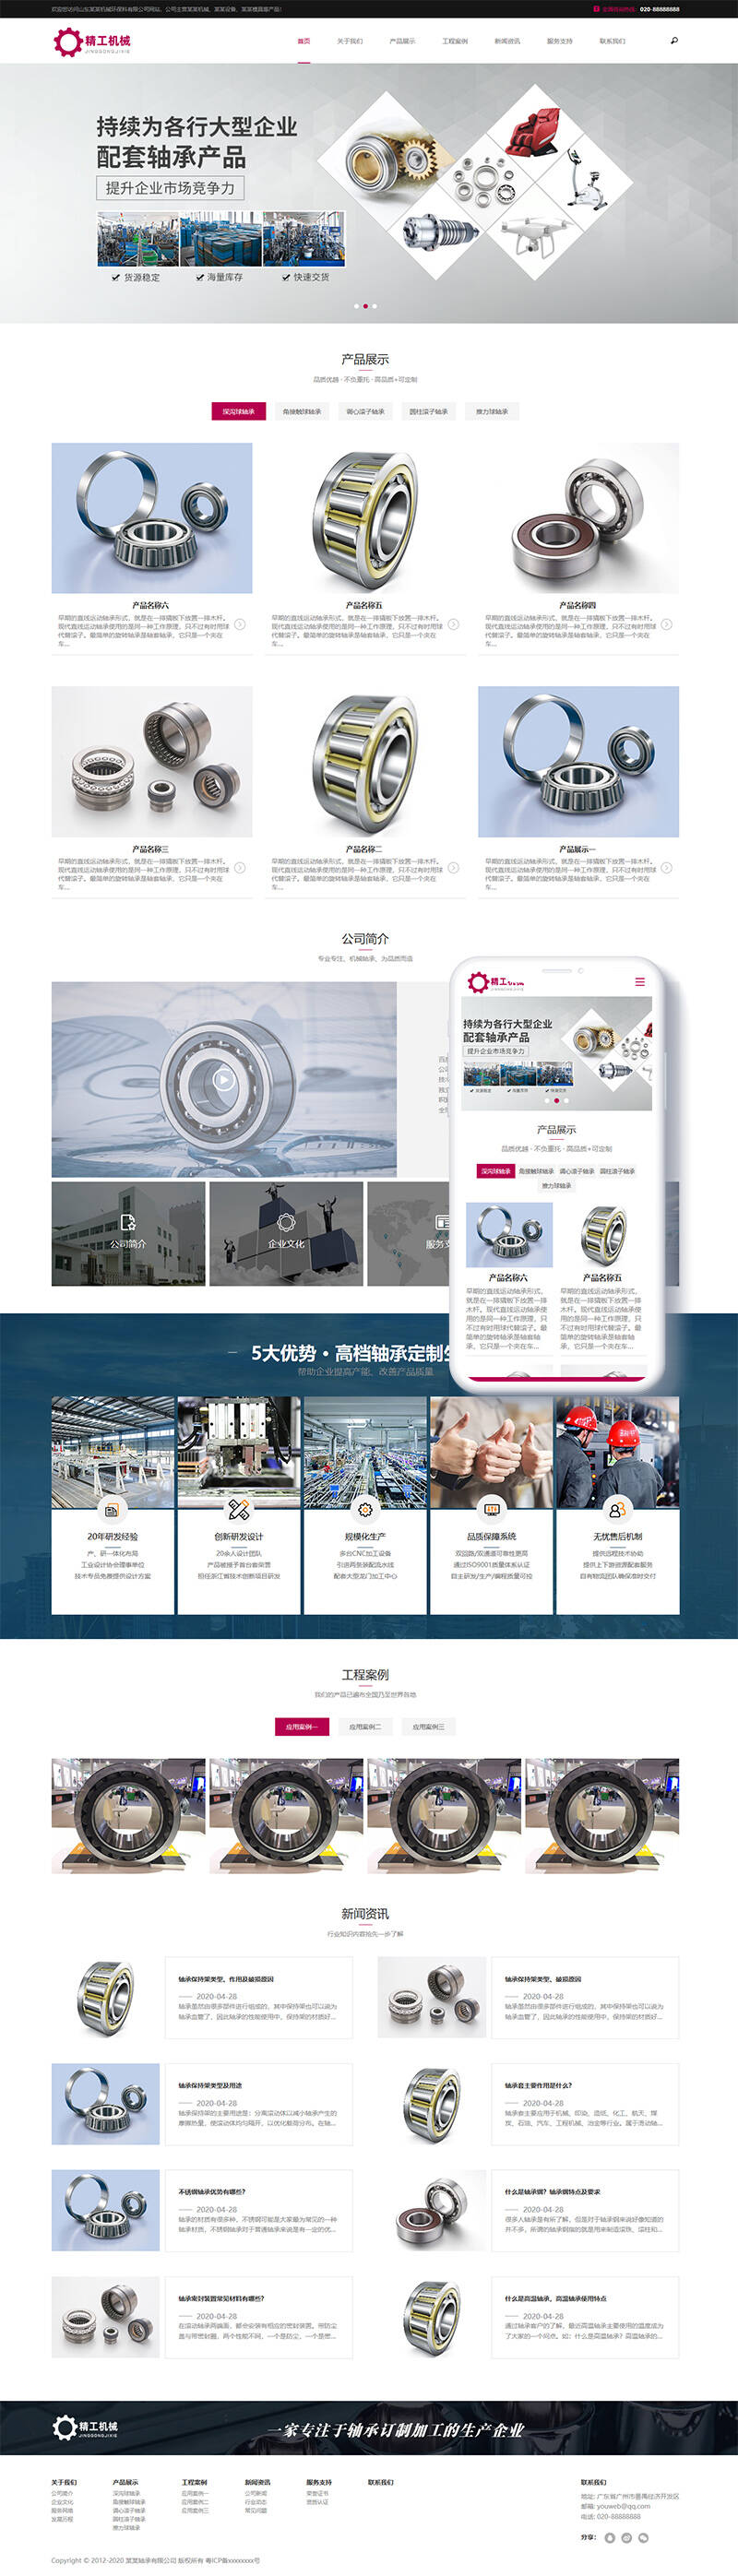 欢迎您访问山东某某机械环保科有限公司网站、公司主营某某机械、某某设备、某某模具靠产品!
020-88888888
精工机械
JINGGONGJIXIE
首页
关于我们
产品展示
工程案例
新闻资讯
服务支持
联系我们
持续为各行大型企业
配套轴承产品
提升企业市场竞争力
货源稳定
海量库存
快速交货
产品展示
品质优越 · 不负重托 · 高品质+可定制
深沟球轴承
角接触球轴承
调心滚子轴承
圆柱滚子轴承
推力球轴承
产品名称六
早期的直线运动轴承形式，就是在一排撬板下放置一排木杆。
现代直线运动轴承使用的是同一种工作原理，只不过有时用球
代替滚子。最简单的旋转轴承是轴套轴承，它只是一个夹在
车...
产品名称五
早期的直线运动轴承形式，就是在一排撬板下放置一排木杆。
现代直线运动轴承使用的是同一种工作原理，只不过有时用球
代替滚子。最简单的旋转轴承是轴套轴承，它只是一个夹在
车...
产品名称四
早期的直线运动轴承形式，就是在一排撬板下放置一排木杆。
现代直线运动轴承使用的是同一种工作原理，只不过有时用球
代替滚子。最简单的旋转轴承是轴套轴承，它只是一个夹在
车...
产品名称三
早期的直线运动轴承形式，就是在一排撬板下放置一排木杆。
现代直线运动轴承使用的是同一种工作原理，只不过有时用球
代替滚子。最简单的旋转轴承是轴套轴承，它只是一个夹在
车...
产品名称二
早期的直线运动轴承形式，就是在一排撬板下放置一排木杆。
现代直线运动轴承使用的是同一种工作原理，只不过有时用球
代替滚子。最简单的旋转轴承是轴套轴承，它只是一个夹在
车...
产品展示一
早期的直线运动轴承形式，就是在一排撬板下放置一排木杆。
现代直线运动轴承使用的是同一种工作原理，只不过有时用球
代替滚子。最简单的旋转轴承是轴套轴承，它只是一个夹在
车...
公司简介
专业专注、机械轴承、为品质而造
公司简介
企业文化
服务支
精工
持续为各行大型企业
配套轴承产品
提升企业市场竞争力
货源稳定
海量库存
快速交货
产品展示
品质优越 · 不负重托 · 高品质+可定制
深沟球轴承
角接触球轴承
调心滚子轴承
圆柱滚子轴承
推力球轴承
产品名称六
早期的直线运动轴承形式，
就是在一排撬板下放置一排
木杆。现代直线运动轴承使
用的是同一种工作原理，只
不过有时用球代替滚子。最
简单的旋转轴承是轴套轴
承，它只是一个夹在车...
产品名称五
早期的直线运动轴承形式，
就是在一排撬板下放置一排
木杆。现代直线运动轴承使
用的是同一种工作原理，只
不过有时用球代替滚子。最
简单的旋转轴承是轴套轴
承，它只是一个夹在车...
5大优势 · 高档轴承定制生
帮助企业提高产能、改善产品质量
20年研发经验
产、研一体化布局
工业设计协会理事单位
技术专员免费提供设计方案
创新研发设计
20余人设计团队
产品被授予首台套荣誉
担任浙江省技术创新项目研发
规模化生产
多台CNC加工设备
引进两条装配流水线
配套大型龙门加工中心
品质保障系统
双回路/双通道可靠性更高
通过ISO9001质量体系认证
自主研发/生产/编程质量可控
无忧售后机制
提供远程技术协助
提供上下游资源配套服务
自有物流团队确保准时交付
工程案例
我们的产品已遍布全国乃至世界各地
应用案例一
应用案例二
应用案例三
新闻资讯
行业知识内容抢先一步了解
轴承保持架类型、作用及破损原因
2020-04-28
轴承虽然由很多部件进行组成的，其中保持架也可以说为
轴承血管了，因此轴承的性能使用中，保持架的材质好...
轴承保持架类型、破损原因
2020-04-28
轴承虽然由很多部件进行组成的，其中保持架也可以说为
轴承血管了，因此轴承的性能使用中，保持架的材质好...
轴承保持架类型及用途
2020-04-28
轴承保持架的主要用途是：分离滚动体以减小轴承产生的
摩擦热量，使滚动体均匀隔开，以优化载荷分布。在轴...
轴承套主要作用是什么?
2020-04-28
轴承套主要应用于机械、印染、造纸、化工、航天、煤
炭、石油、汽车、工程机械、冶金等行业。属于滑动轴...
不锈钢轴承优势有哪些?
2020-04-28
轴承的材质有很多种，不锈钢可能是大家最为常见的一种
轴承材质，不锈钢轴承对于普通轴承来说是有一定的优...
什么是轴承钢？轴承钢特点及要求
2020-04-28
很多人轴承是有所了解，但是对于轴承钢来说好像知道的
并不多，所谓的轴承钢指的就是用来制造滚珠、滚柱和...
轴承密封装置常见材料有哪些?
2020-04-28
在滚动轴承两端面，都会安装有相应的密封装置。带防尘
盖与带密封圈，两个性能不同，一个是防尘，一个是密...
什么是高温轴承，高温轴承使用特点
2020-04-28
通过轴承客户的了解，最近高温轴承主要使用的温度成为
了大家的一个问点。如：什么是高温轴承？高温轴承的...
精工机械
JINGGONGJIXIE
一家专注于轴承订制加工的生产企业
关于我们
公司简介
企业文化
服务网络
发展历程
产品展示
深沟球轴承
角接触球轴承
调心滚子轴承
圆柱滚子轴承
推力球轴承
工程案例
应用案例一
应用案例二
应用案例三
新闻资讯
公司新闻
行业动态
常见问题
服务支持
荣誉证书
资质认证
联系我们
联系我们
地址: 广东省广州市番禺经济开发区
邮箱: youweb@qq.com
电话: 020-88888888
分享：
Copyright © 2012-2020 某某轴承有限公司 版权所有 粤ICP备xxxxxxxx号